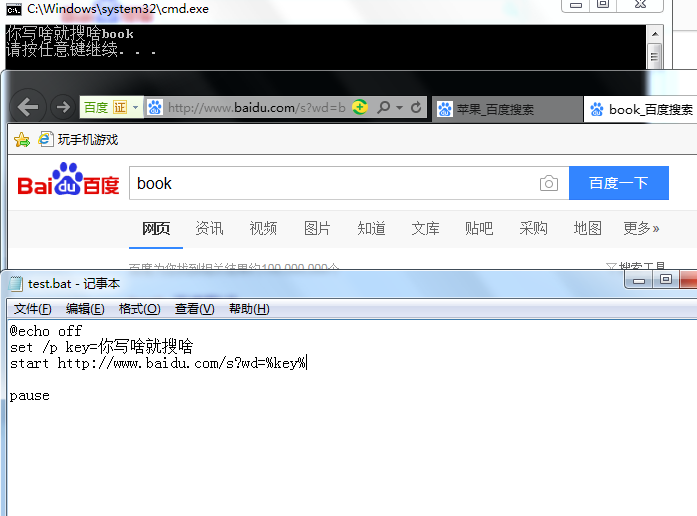 C:\Windows\system32\cmd.exe
你写啥就搜啥book
请按任意键继续. . .
百度 证 http://www.baidu.com/s?wd=b 苹果_百度搜索 book_百度搜索
玩手机游戏
Bai du 百度 book 百度一下
网页 资讯 视频 图片 知道 文库 贴吧 采购 地图 更多»
百度为您找到相关结果约100,000,000个 搜索工具
test.bat - 记事本
文件(F) 编辑(E) 格式(O) 查看(V) 帮助(H)
@echo off
set /p key=你写啥就搜啥
start http://www.baidu.com/s?wd=%key%
pause